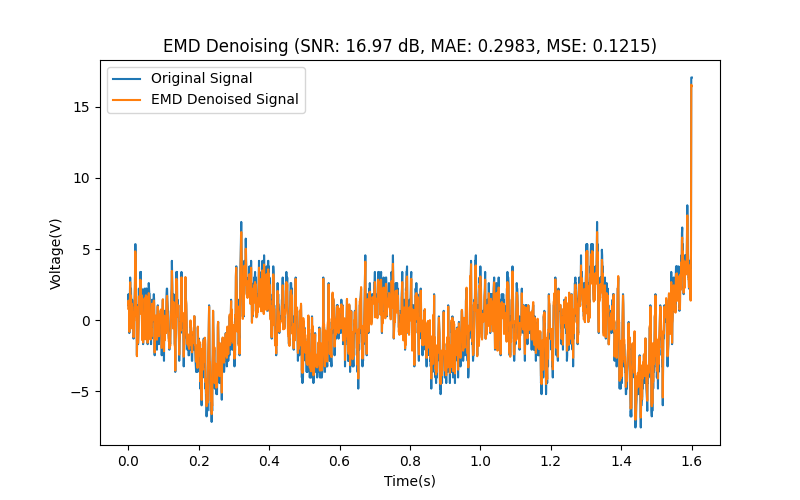 EMD Denoising (SNR: 16.97 dB, MAE: 0.2983, MSE: 0.1215)
Original Signal
EMD Denoised Signal
15
10
5
0
−5
Voltage(V)
0.0 0.2 0.4 0.6 0.8 1.0 1.2 1.4 1.6
Time(s)